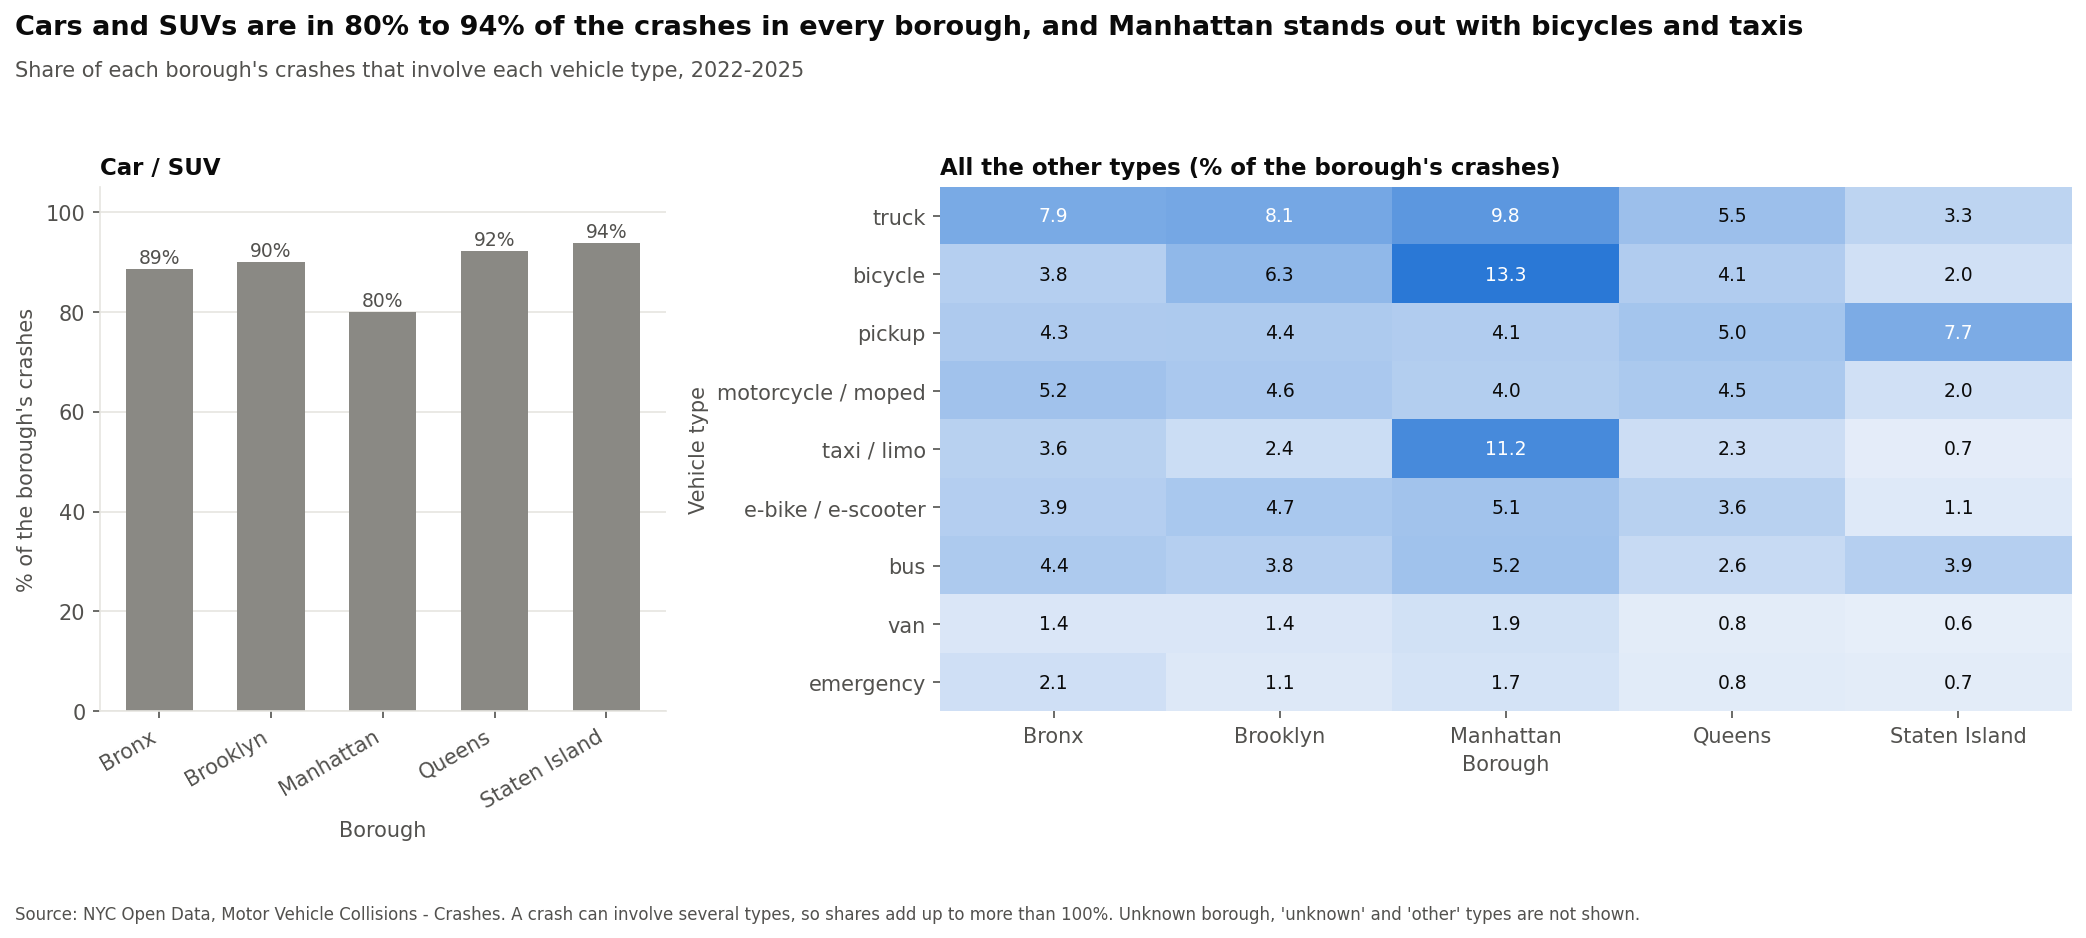 Cars and SUVs are in 80% to 94% of the crashes in every borough, and Manhattan stands out with bicycles and taxis
Share of each borough's crashes that involve each vehicle type, 2022-2025
Car / SUV
% of the borough's crashes
100
80
60
40
20
0
89%
90%
80%
92%
94%
Bronx
Brooklyn
Manhattan
Queens
Staten Island
Borough
All the other types (% of the borough's crashes)
Vehicle type
truck 7.9 8.1 9.8 5.5 3.3
bicycle 3.8 6.3 13.3 4.1 2.0
pickup 4.3 4.4 4.1 5.0 7.7
motorcycle / moped 5.2 4.6 4.0 4.5 2.0
taxi / limo 3.6 2.4 11.2 2.3 0.7
e-bike / e-scooter 3.9 4.7 5.1 3.6 1.1
bus 4.4 3.8 5.2 2.6 3.9
van 1.4 1.4 1.9 0.8 0.6
emergency 2.1 1.1 1.7 0.8 0.7
Bronx Brooklyn Manhattan Queens Staten Island
Borough
Source: NYC Open Data, Motor Vehicle Collisions - Crashes. A crash can involve several types, so shares add up to more than 100%. Unknown borough, 'unknown' and 'other' types are not shown.